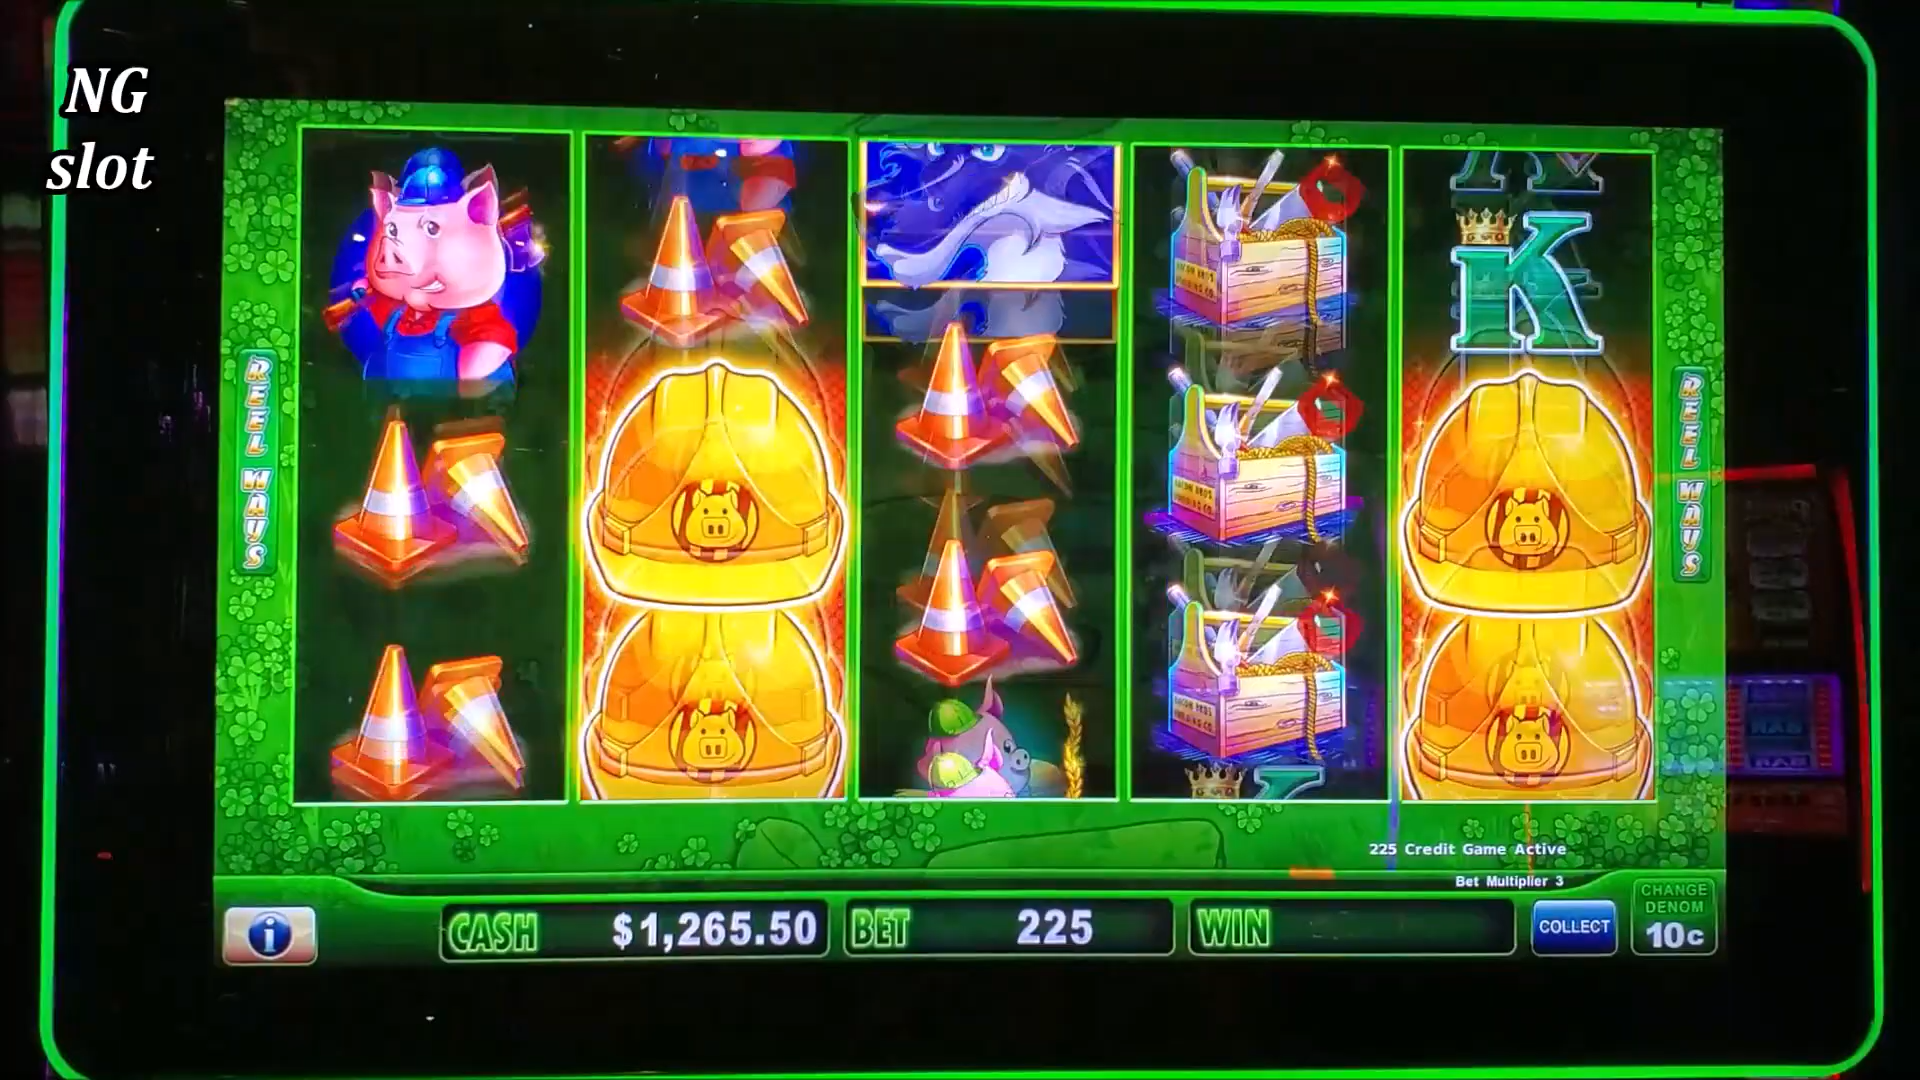 NG
slot
K
REEL WAYS
REEL WAYS
225 Credit Game Active
Bet Multiplier 3
CASH $1,265.50
BET 225
WIN
COLLECT
CHANGE
DENOM
10¢